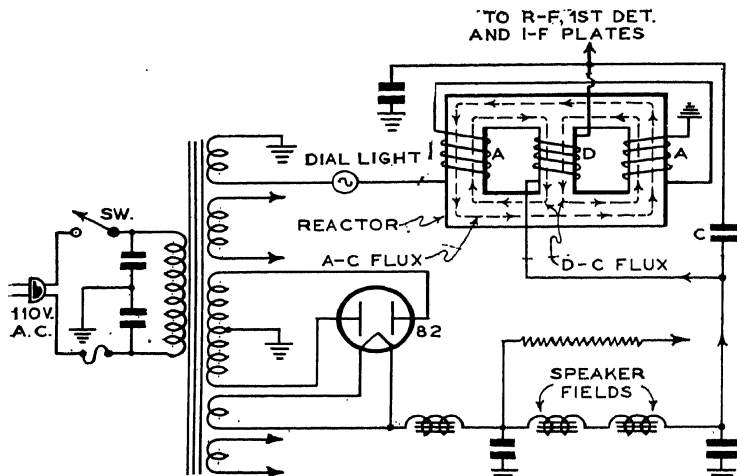 TO R-F, 1ST DET.
AND I-F PLATES
DIAL LIGHT
A
D
A
SW.
REACTOR
A-C FLUX
D-C FLUX
C
110V.
A.C.
82
SPEAKER
FIELDS